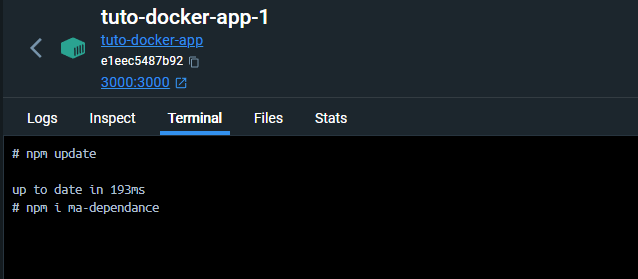 tuto-docker-app-1
tuto-docker-app
e1eec5487b92
3000:3000
Logs Inspect Terminal Files Stats
# npm update
up to date in 193ms
# npm i ma-dependance